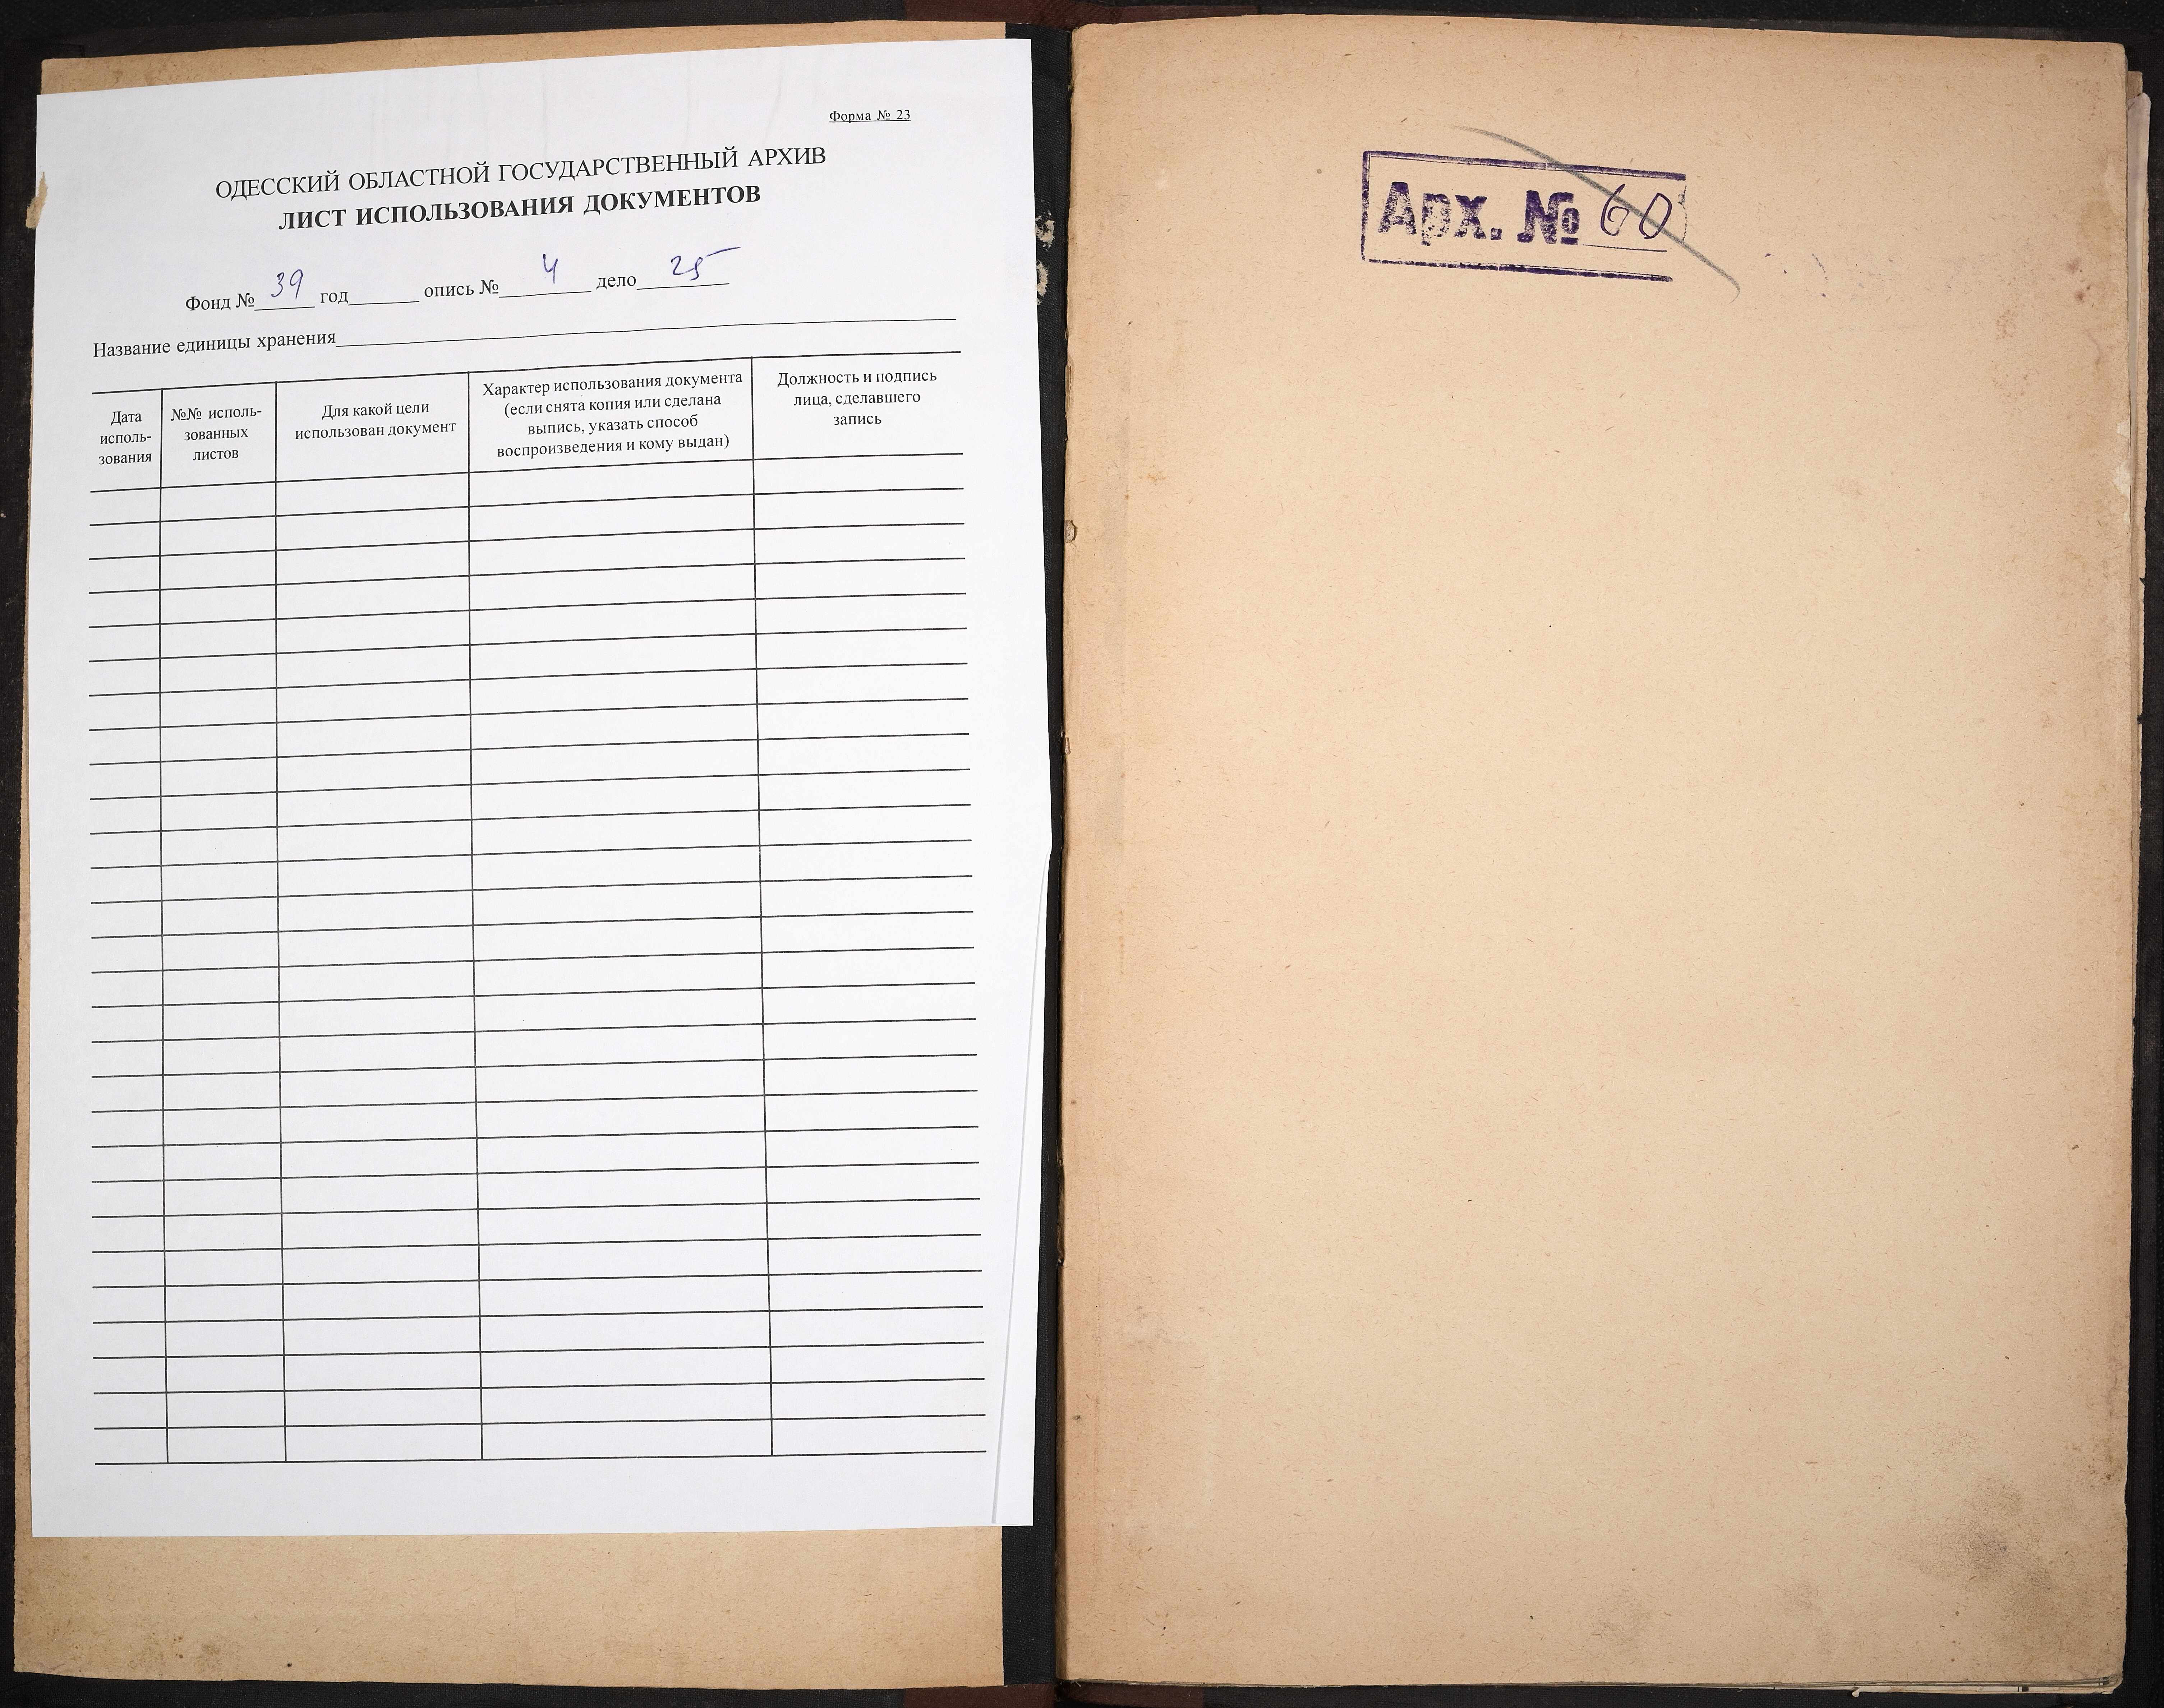 Форма № 23
ОДЕССКИЙ ОБЛАСТНОЙ ГОСУДАРСТВЕННЫЙ АРХИВ
ЛИСТ ИСПОЛЬЗОВАНИЯ ДОКУМЕНТОВ
Фонд № 39 год опись № 4 дело 25
Название единицы хранения
Дата
исполь-
зования
№№ исполь-
зованных
листов
Для какой цели
использован документ
Характер использования документа
(если снята копия или сделана
выпись, указать способ
воспроизведения и кому выдан)
Должность и подпись
лица, сделавшего
запись
Арх. № 60